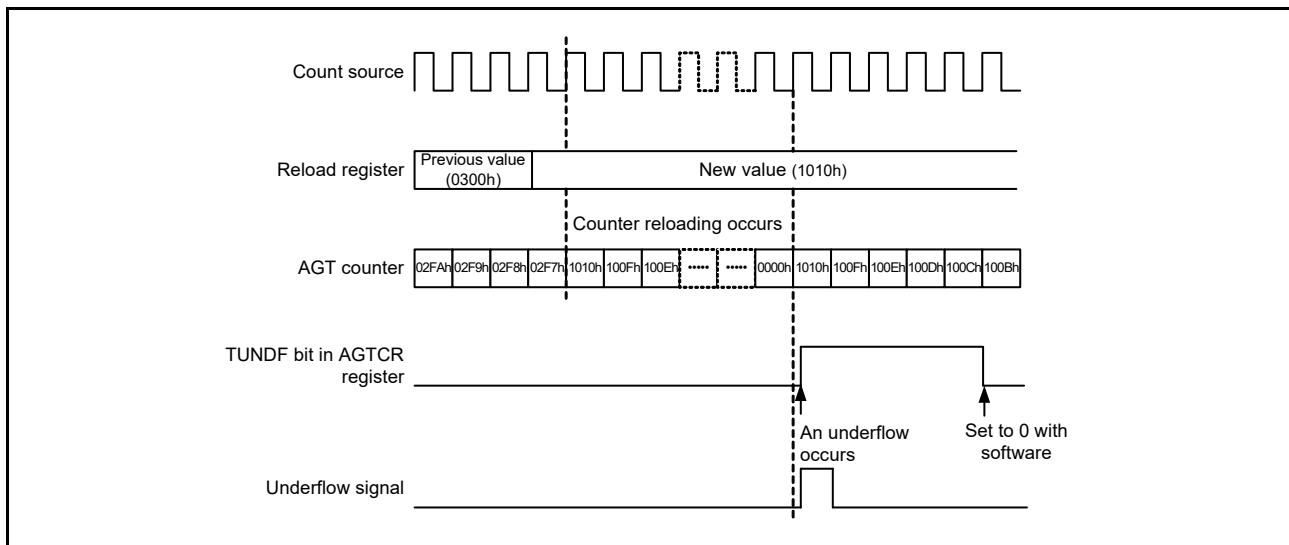 Count source
Reload register
Previous value
(0300h)
New value (1010h)
Counter reloading occurs
AGT counter
02FAh 02F9h 02F8h 02F7h 1010h 100Fh 100Eh ····· ····· 0000h 1010h 100Fh 100Eh 100Dh 100Ch 100Bh
TUNDF bit in AGTCR
register
An underflow
occurs
Set to 0 with
software
Underflow signal